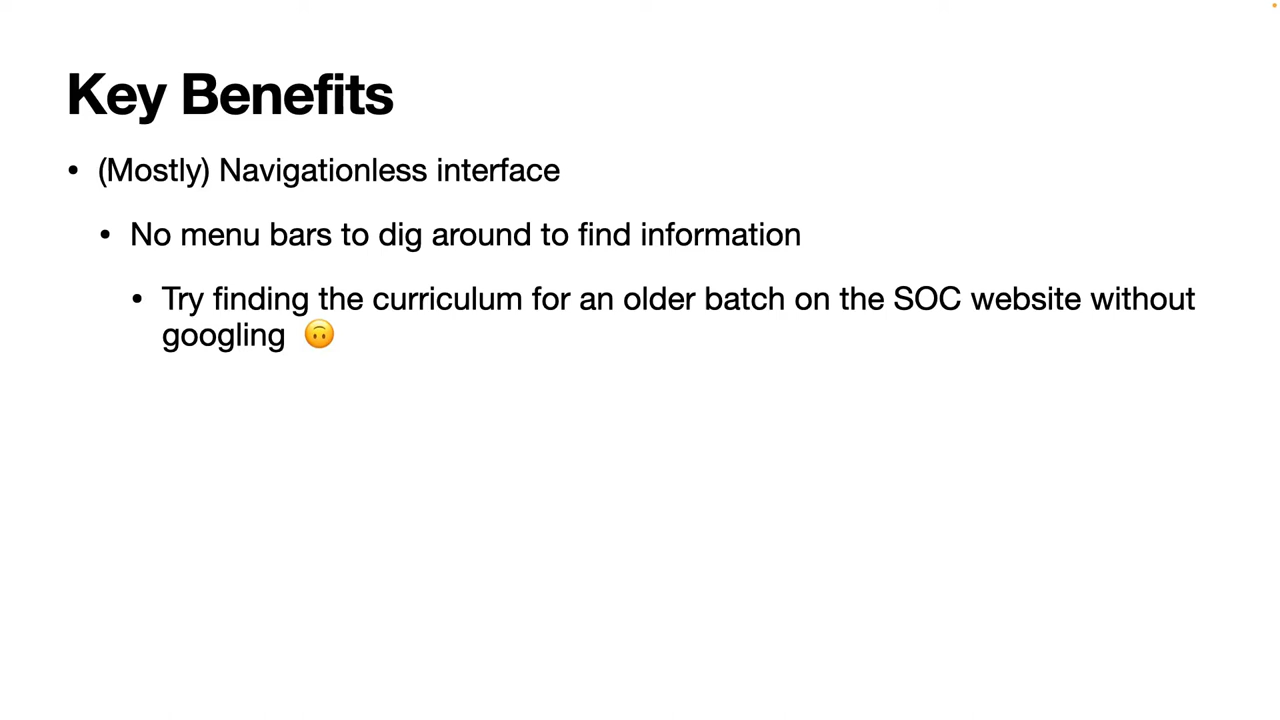 Key Benefits
• (Mostly) Navigationless interface
• No menu bars to dig around to find information
• Try finding the curriculum for an older batch on the SOC website without
googling 🙃